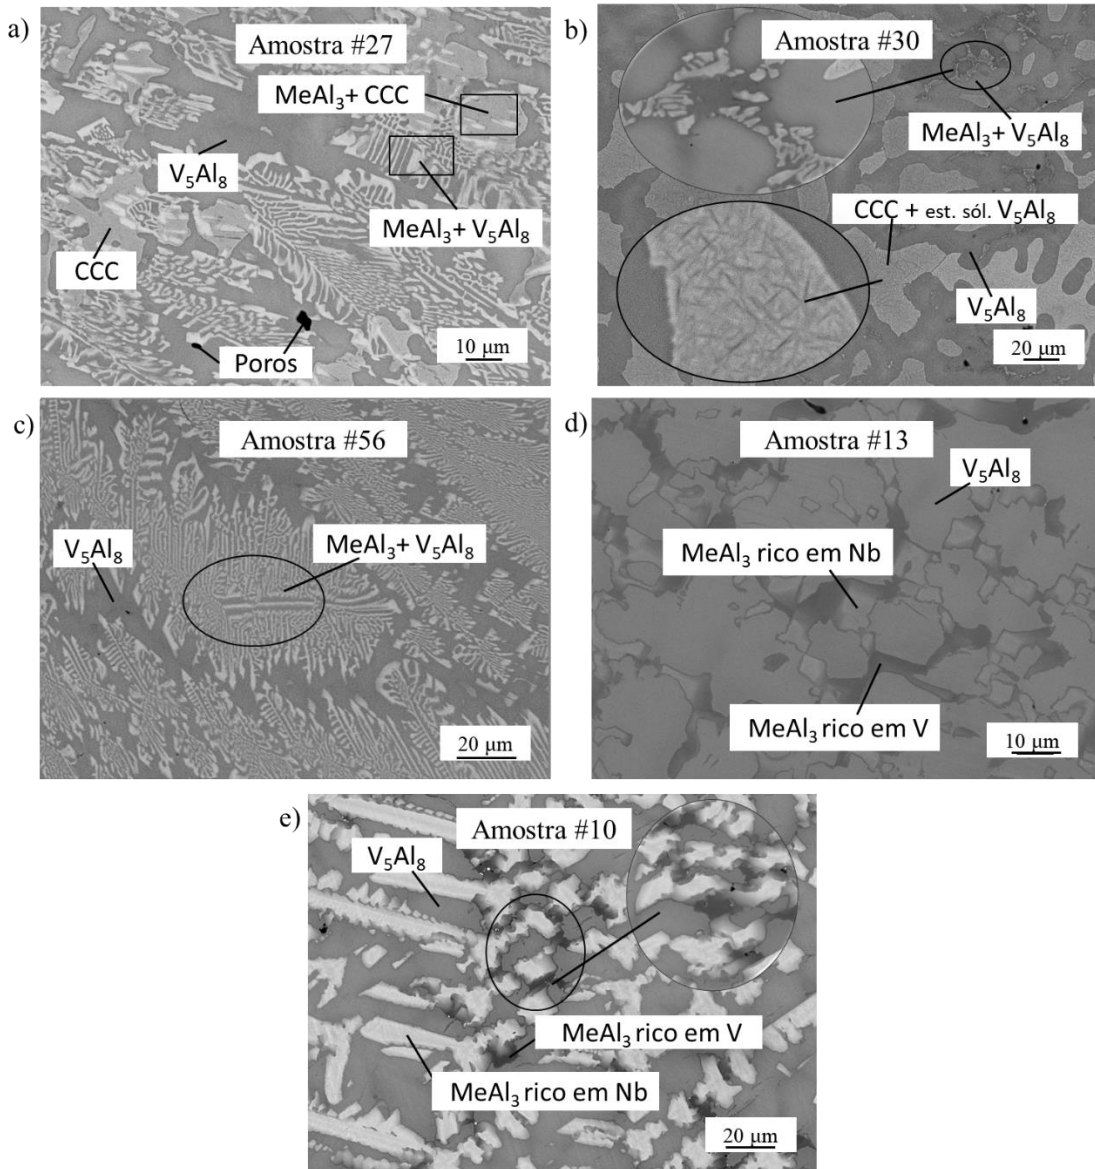 a)
Amostra #27
MeAl₃+ CCC
V₅Al₈
MeAl₃+ V₅Al₈
CCC
Poros
10 μm
b)
Amostra #30
MeAl₃+ V₅Al₈
CCC + est. sól. V₅Al₈
V₅Al₈
20 μm
c)
Amostra #56
V₅Al₈
MeAl₃+ V₅Al₈
20 μm
d)
Amostra #13
V₅Al₈
MeAl₃ rico em Nb
MeAl₃ rico em V
10 μm
e)
Amostra #10
V₅Al₈
MeAl₃ rico em V
MeAl₃ rico em Nb
20 μm